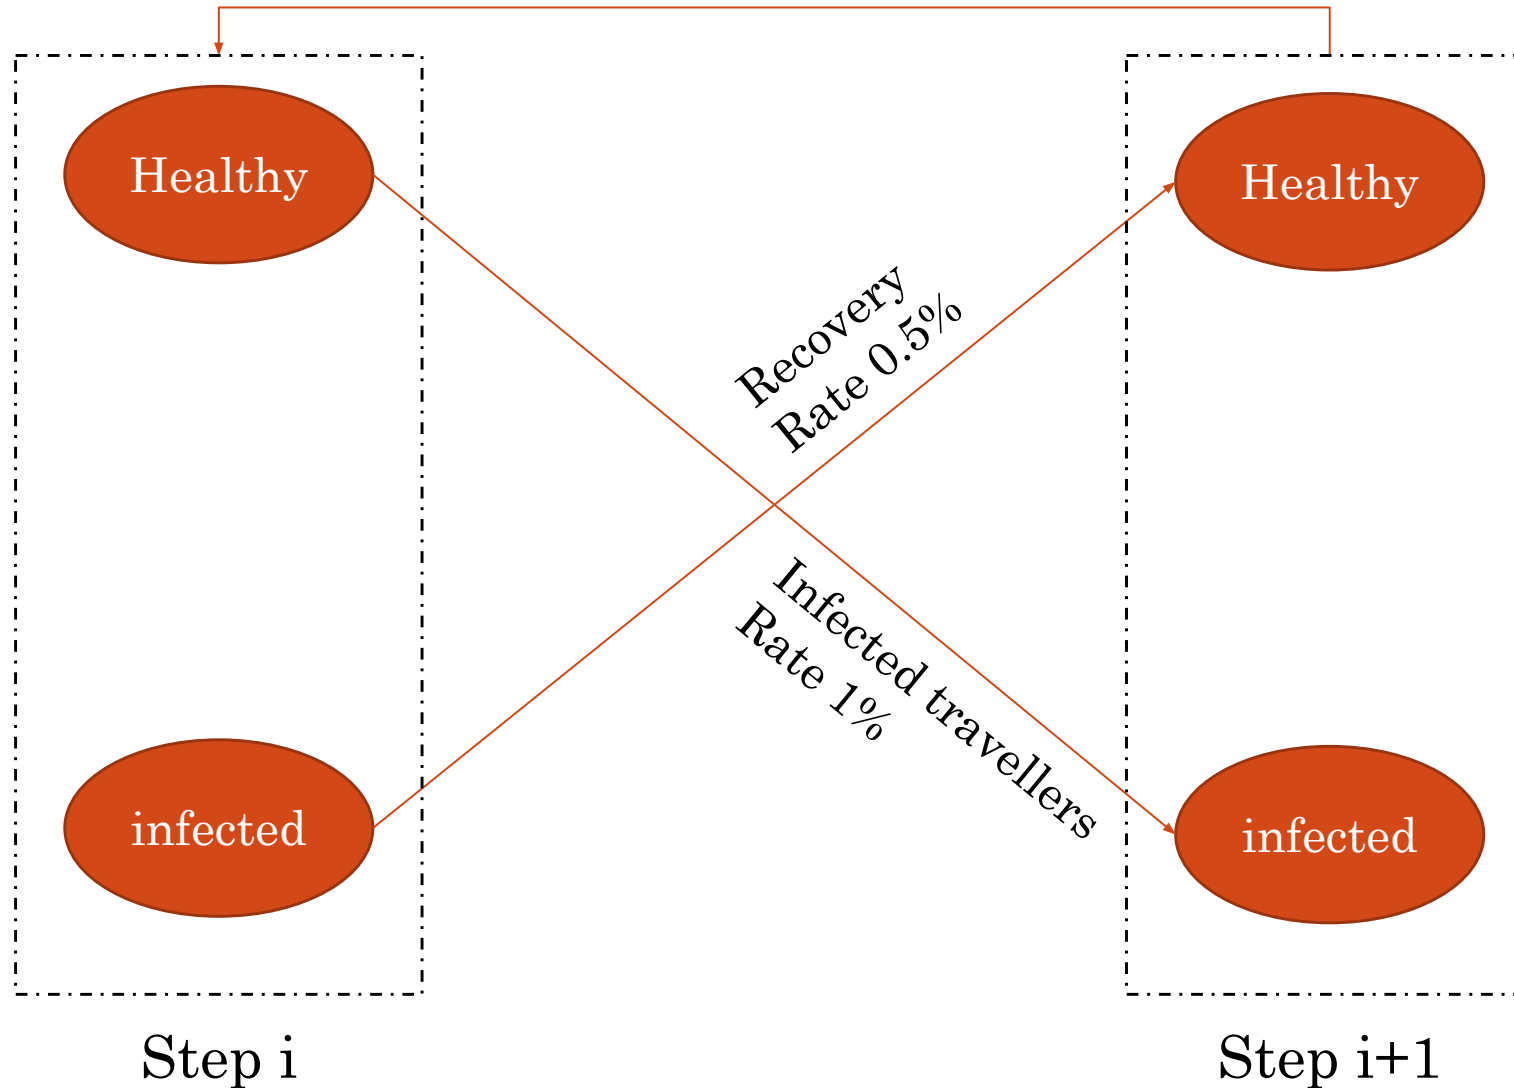 Healthy
Healthy
Recovery
Rate 0.5%
Infected travellers
Rate 1%
infected
infected
Step i
Step i+1